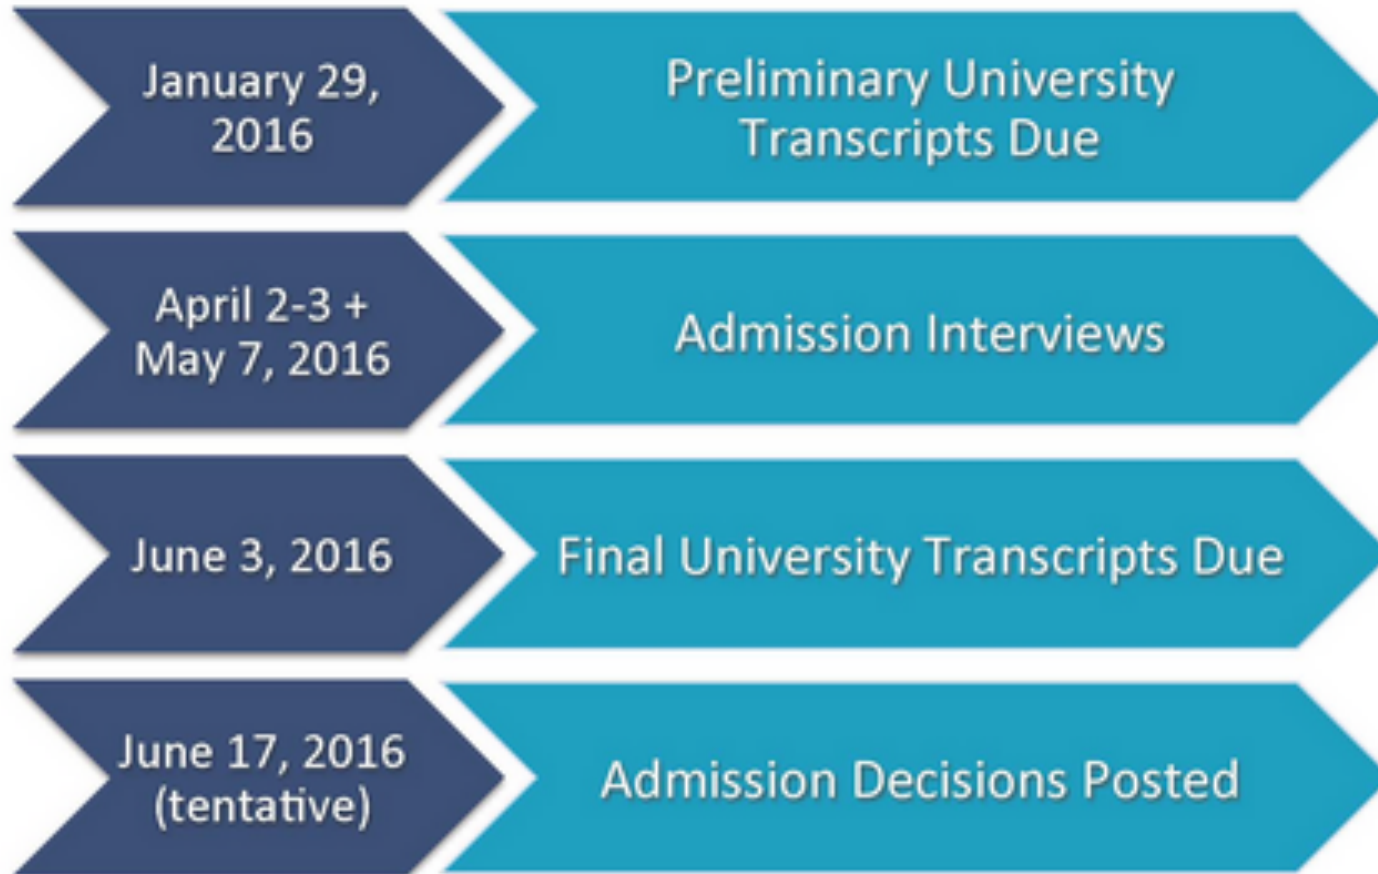 January 29,
2016
Preliminary University
Transcripts Due
April 2-3 +
May 7, 2016
Admission Interviews
June 3, 2016
Final University Transcripts Due
June 17, 2016
(tentative)
Admission Decisions Posted